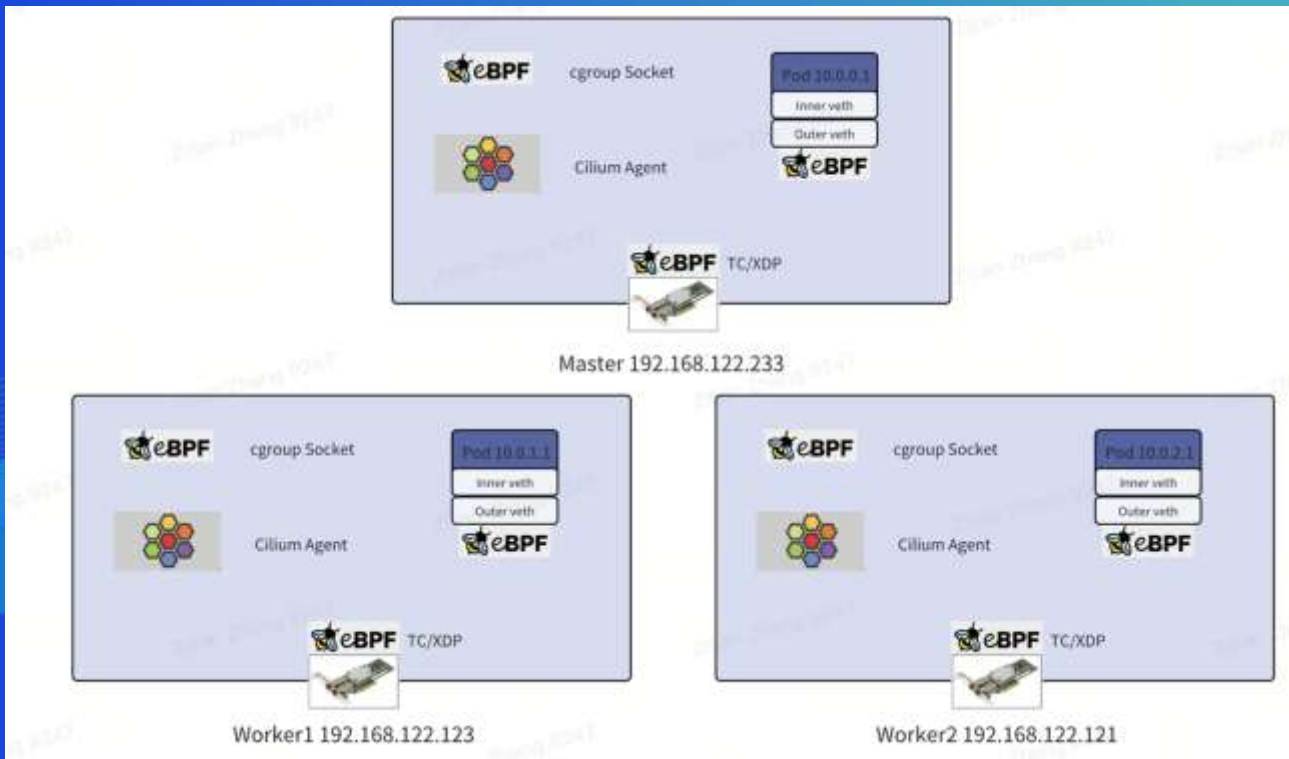 eBPF cgroup Socket
Pod 10.0.0.1
Inner veth
Outer veth
eBPF
Cilium Agent
eBPF TC/XDP
Master 192.168.122.233
eBPF cgroup Socket
Pod 10.0.1.1
Inner veth
Outer veth
eBPF
Cilium Agent
eBPF TC/XDP
Worker1 192.168.122.123
eBPF cgroup Socket
Pod 10.0.2.1
Inner veth
Outer veth
eBPF
Cilium Agent
eBPF TC/XDP
Worker2 192.168.122.121